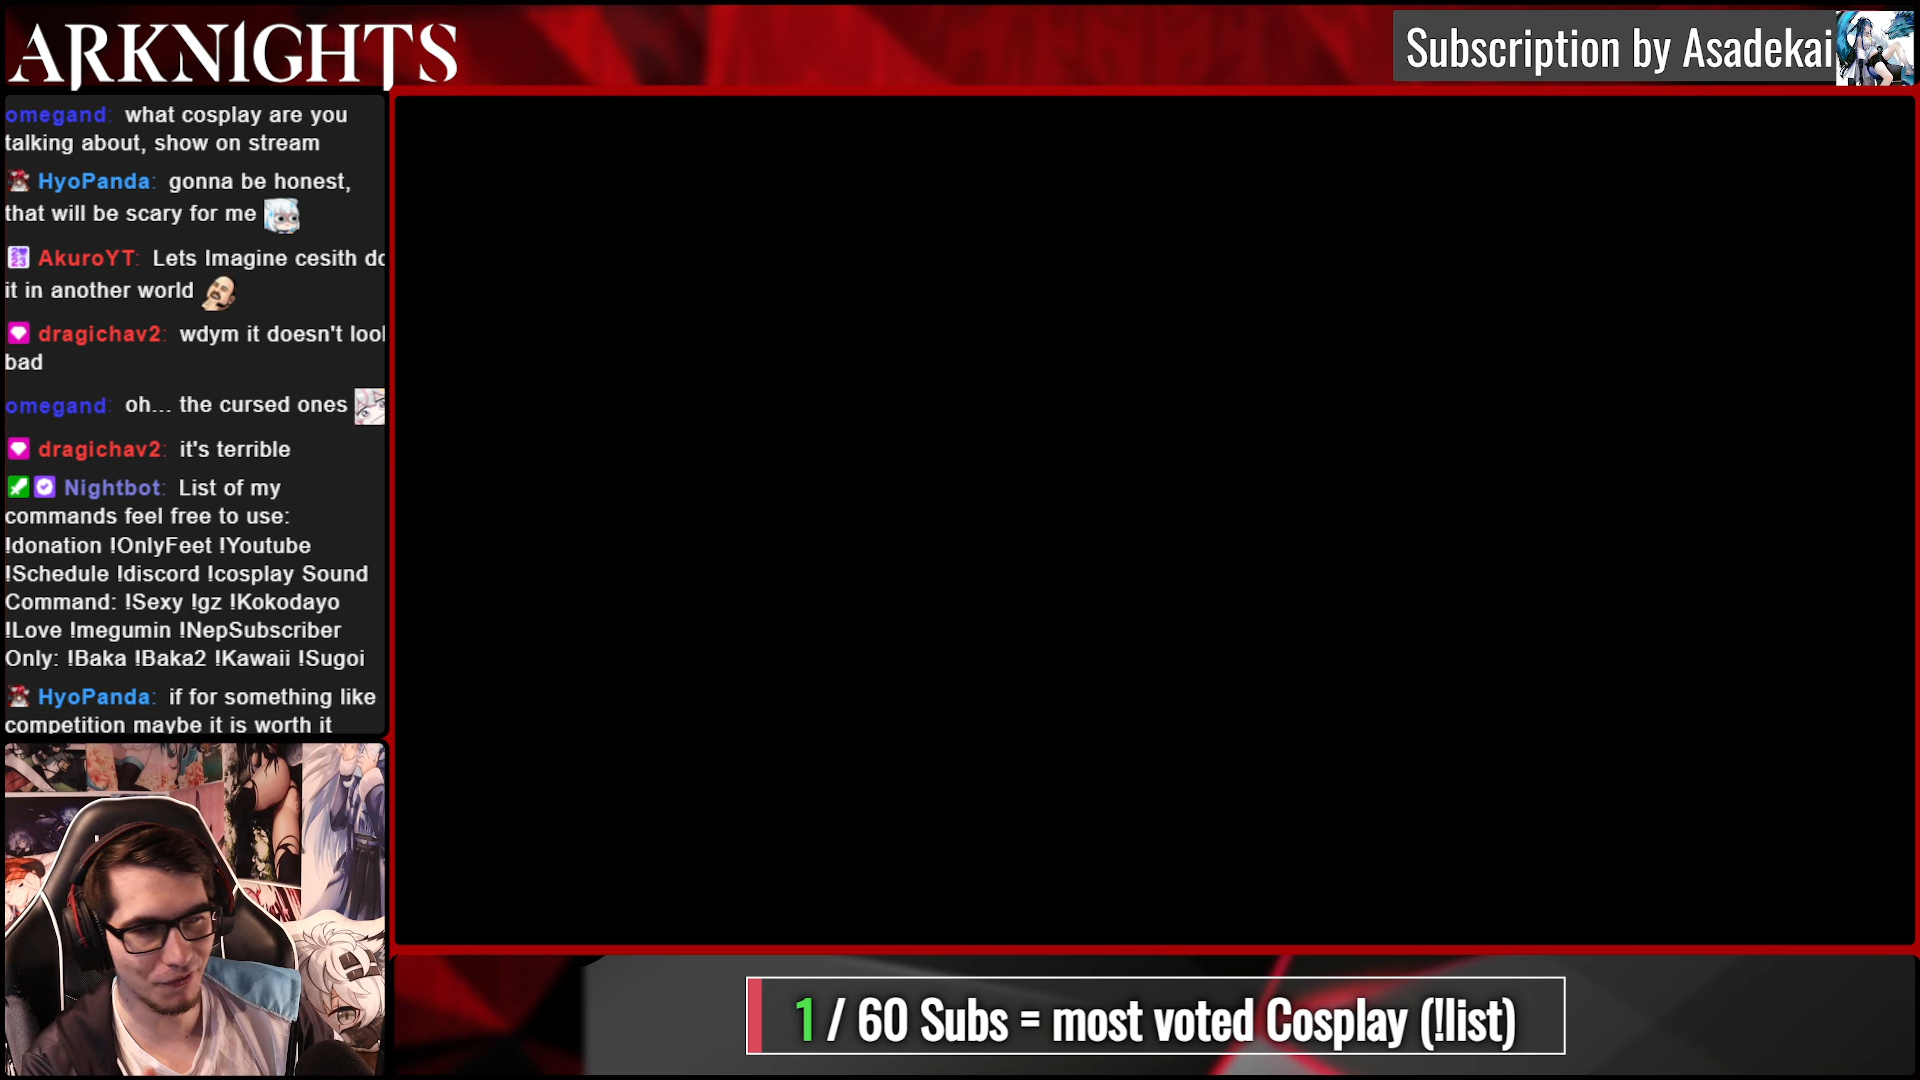 ARKNIGHTS
Subscription by Asadekai
omegand: what cosplay are you
talking about, show on stream
HyoPanda: gonna be honest,
that will be scary for me
AkuroYT: Lets Imagine cesith do
it in another world
dragichav2: wdym it doesn't look
bad
omegand: oh... the cursed ones
dragichav2: it's terrible
Nightbot: List of my
commands feel free to use:
!donation !OnlyFeet !Youtube
!Schedule !discord !cosplay Sound
Command: !Sexy !gz !Kokodayo
!Love !megumin !NepSubscriber
Only: !Baka !Baka2 !Kawaii !Sugoi
HyoPanda: if for something like
competition maybe it is worth it
1 / 60 Subs = most voted Cosplay (!list)